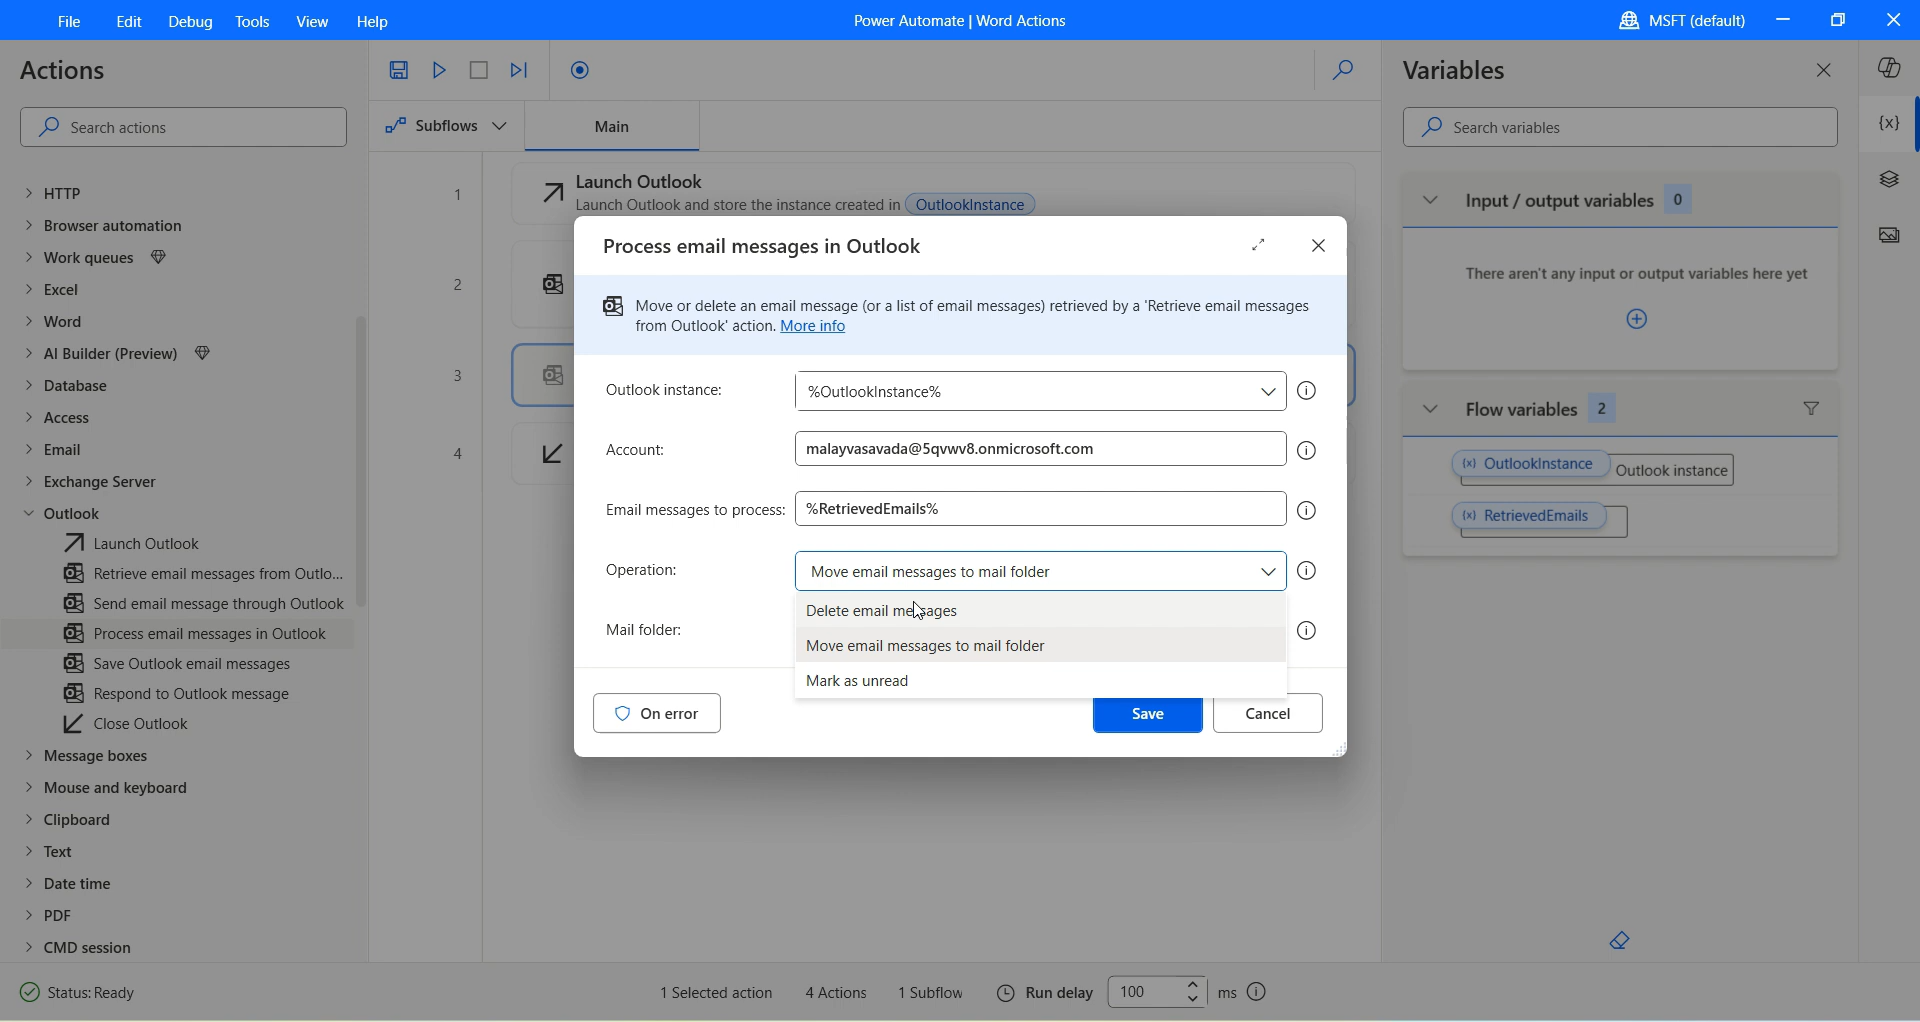 File Edit Debug Tools View Help
Power Automate | Word Actions
MSFT (default)
Actions
Search actions
HTTP
Browser automation
Work queues
Excel
Word
AI Builder (Preview)
Database
Access
Email
Exchange Server
Outlook
Launch Outlook
Retrieve email messages from Outlo...
Send email message through Outlook
Process email messages in Outlook
Save Outlook email messages
Respond to Outlook message
Close Outlook
Message boxes
Mouse and keyboard
Clipboard
Text
Date time
PDF
CMD session
Subflows
Main
1
Launch Outlook
Launch Outlook and store the instance created in OutlookInstance
2
3
4
Process email messages in Outlook
Move or delete an email message (or a list of email messages) retrieved by a 'Retrieve email messages
from Outlook' action. More info
Outlook instance: %OutlookInstance%
Account: malayvasavada@5qvwv8.onmicrosoft.com
Email messages to process: %RetrievedEmails%
Operation: Move email messages to mail folder
Delete email messages
Mail folder:
Move email messages to mail folder
Mark as unread
On error
Save
Cancel
Variables
{x}
Search variables
Input / output variables 0
There aren't any input or output variables here yet
Flow variables 2
(x) OutlookInstance Outlook instance
(x) RetrievedEmails
Status: Ready
1 Selected action
4 Actions
1 Subflow
Run delay 100 ms